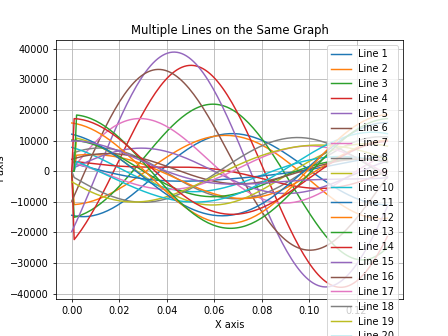 Multiple Lines on the Same Graph
40000
30000
20000
10000
0
-10000
-20000
-30000
-40000
0.00 0.02 0.04 0.06 0.08 0.10
X axis
Line 1
Line 2
Line 3
Line 4
Line 5
Line 6
Line 7
Line 8
Line 9
Line 10
Line 11
Line 12
Line 13
Line 14
Line 15
Line 16
Line 17
Line 18
Line 19